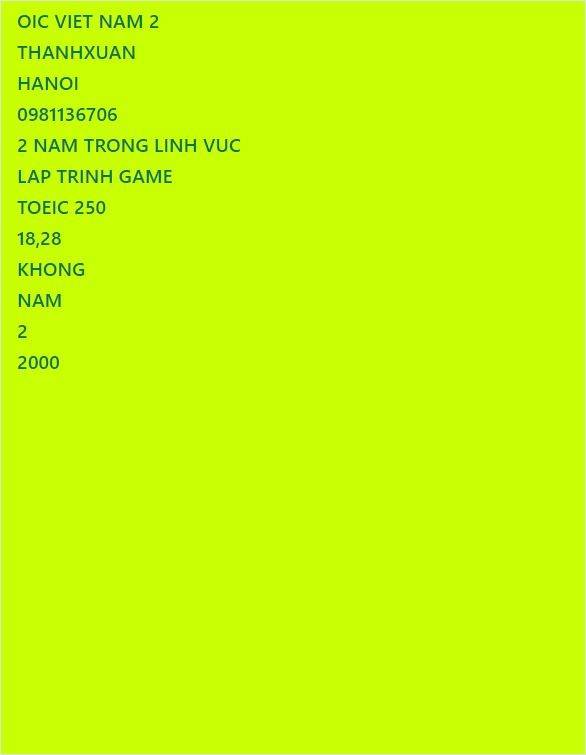 OIC VIET NAM 2
THANHXUAN
HANOI
0981136706
2 NAM TRONG LINH VUC
LAP TRINH GAME
TOEIC 250
18,28
KHONG
NAM
2
2000